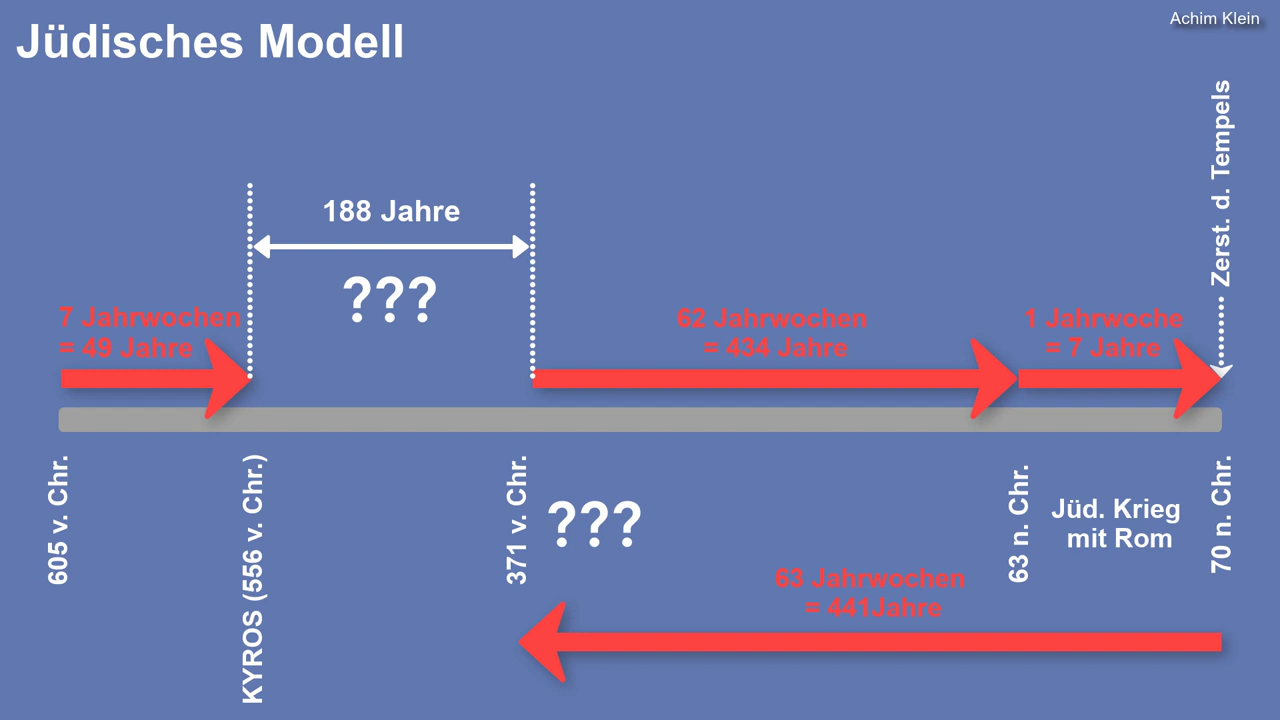 Achim Klein
Jüdisches Modell
Zerst. d. Tempels
188 Jahre
???
7 Jahrwochen
= 49 Jahre
62 Jahrwochen
= 434 Jahre
1 Jahrwoche
= 7 Jahre
605 v. Chr.
KYROS (556 v. Chr.)
371 v. Chr.
???
63 n. Chr.
Jüd. Krieg
mit Rom
70 n. Chr.
63 Jahrwochen
= 441Jahre